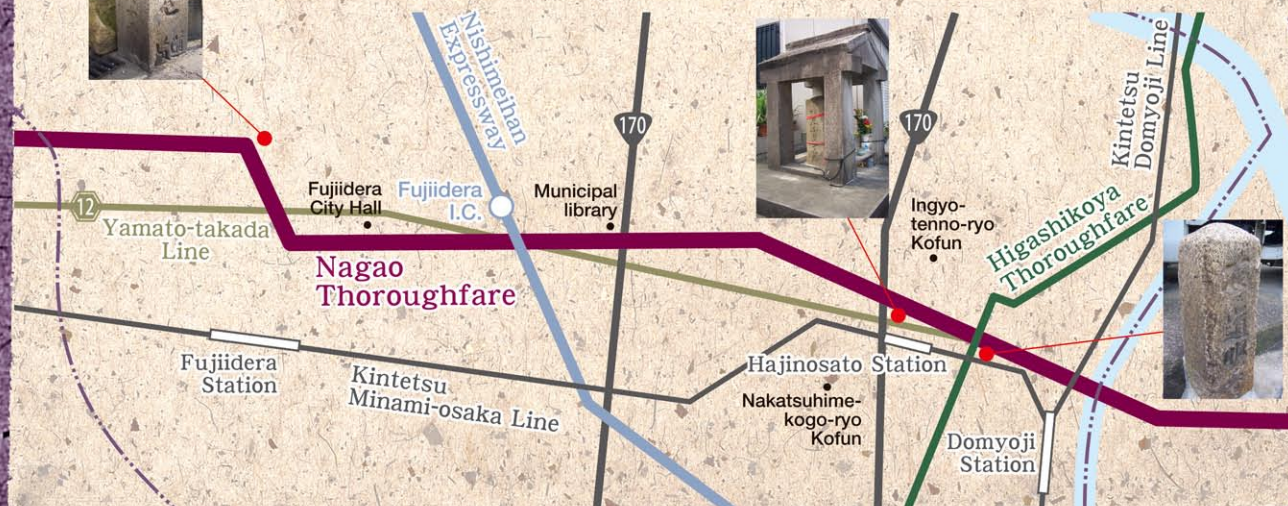 Nishimeihan
Expressway
170
170
Kintetsu
Domyoji Line
12
Yamato-takada
Line
Fujiidera
City Hall
Fujiidera
I.C.
Municipal
library
Ingyo-
tenno-ryo
Kofun
Higashikoya
Thoroughfare
Nagao
Thoroughfare
Fujiidera
Station
Kintetsu
Minami-osaka Line
Hajinosato Station
Nakatsuhime-
kogo-ryo
Kofun
Domyoji
Station